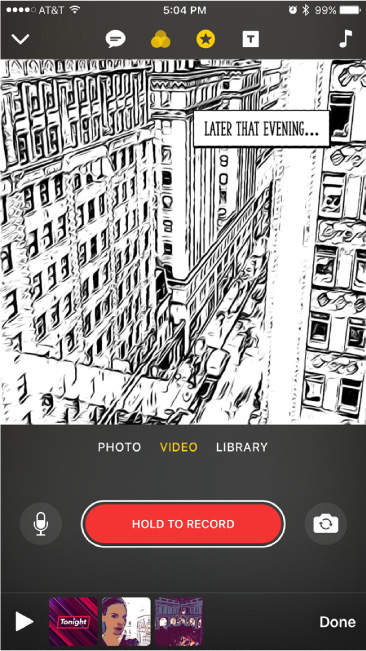 AT&T 5:04 PM 99%
T
LATER THAT EVENING...
PHOTO VIDEO LIBRARY
HOLD TO RECORD
Tonight Done